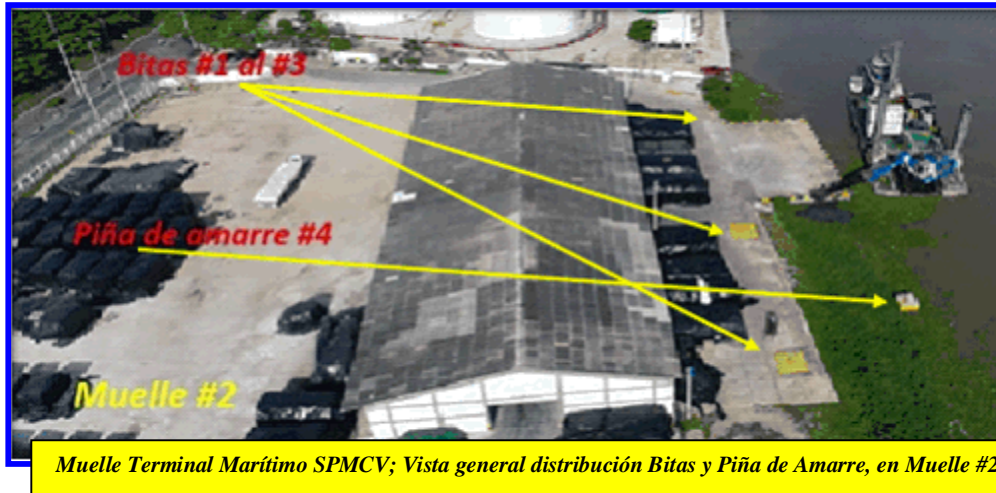 Bitas #1 al #3
Piña de amarre #4
Muelle #2
Muelle Terminal Marítimo SPMCV; Vista general distribución Bitas y Piña de Amarre, en Muelle #2